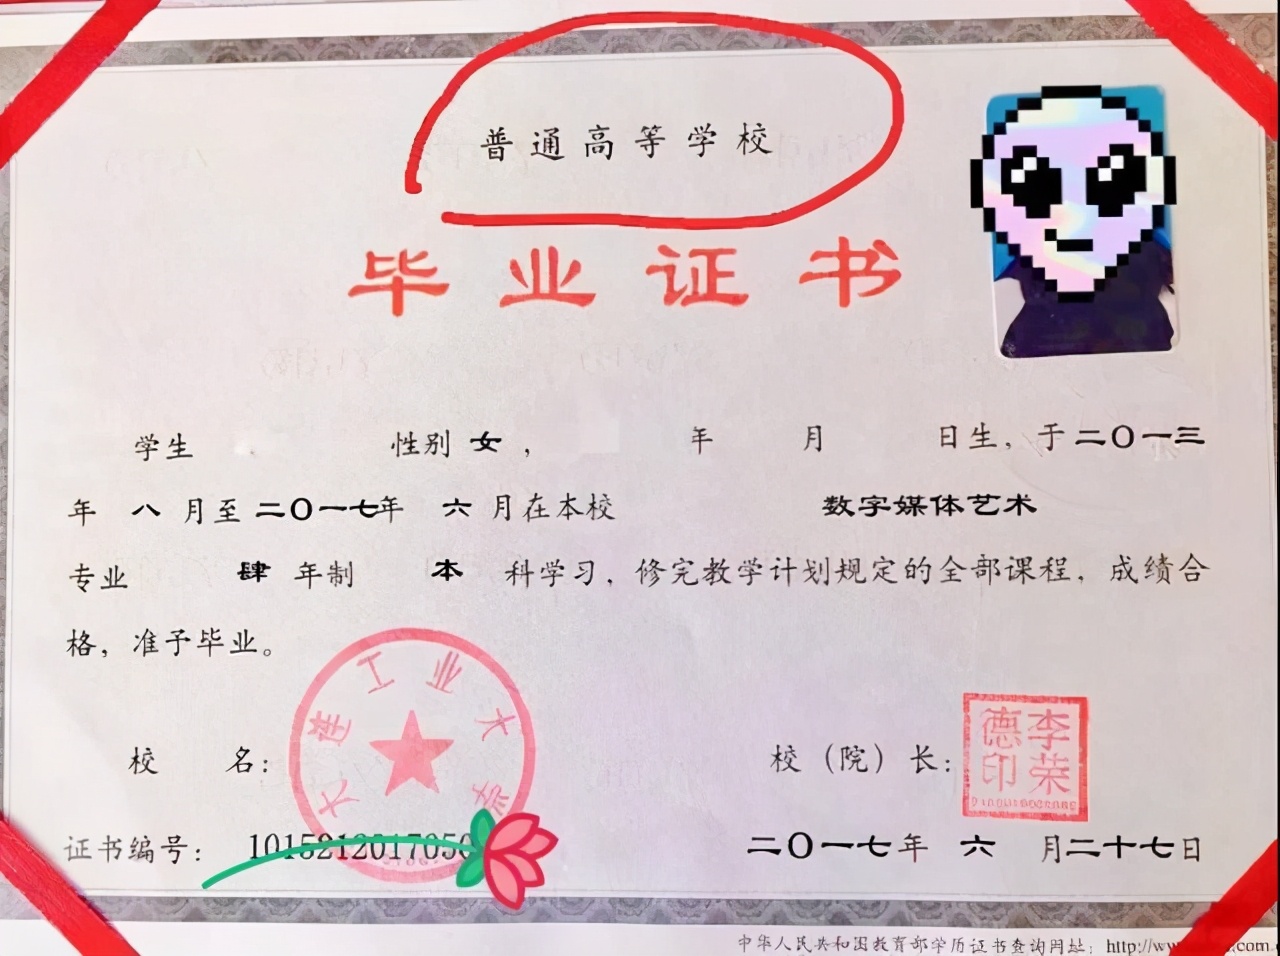 普通高等学校
毕业证书
学生 性别 女, 年 月 日生, 于 二〇一三
年 八 月至 二〇一七年 六 月在本校 数字媒体艺术
专业 肆 年制 本 科学习, 修完教学计划规定的全部课程, 成绩合
格, 准予毕业。
大连工业大学
校 名:
校（院）长:
李荣德印
证书编号: 101521201705
二〇一七年 六 月二十七日
中华人民共和国教育部学历证书查询网址: http://w
.com